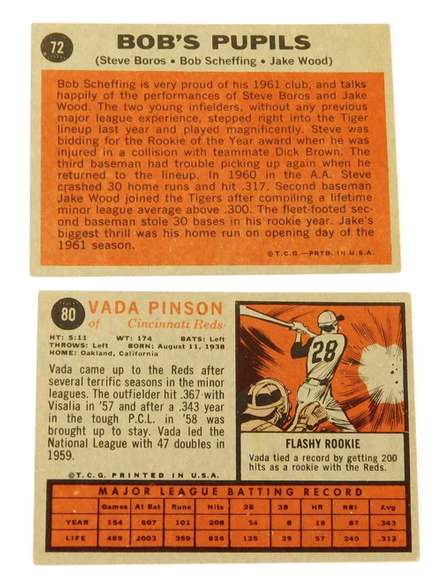 72
BOB'S PUPILS
(Steve Boros • Bob Scheffing • Jake Wood)
Bob Scheffing is very proud of his 1961 club, and talks
happily of the performances of Steve Boros and Jake
Wood. The two young infielders, without any previous
major league experience, stepped right into the Tiger
lineup last year and played magnificently. Steve was
bidding for the Rookie of the Year award when he was
injured in a collision with teammate Dick Brown. The
third baseman had trouble picking up again when he
returned to the lineup. In 1960 in the A.A. Steve
crashed 30 home runs and hit .317. Second baseman
Jake Wood joined the Tigers after compiling a lifetime
minor league average above .300. The fleet-footed sec-
ond baseman stole 30 bases in his rookie year. Jake's
biggest thrill was his home run on opening day of the
1961 season.
©T.C.G.—PRTD. IN U.S.A.
80
VADA PINSON
of Cincinnati Reds
HT: 5:11 WT: 174 BATS: Left
THROWS: Left BORN: August 11, 1938
HOME: Oakland, California
Vada came up to the Reds after
several terrific seasons in the minor
leagues. The outfielder hit .367 with
Visalia in '57 and after a .343 year
in the tough P.C.L. in '58 was
brought up to stay. Vada led the
National League with 47 doubles in
1959.
©T.C.G. PRINTED IN U.S.A.
28
FLASHY ROOKIE
Vada tied a record by getting 200
hits as a rookie with the Reds.
MAJOR LEAGUE BATTING RECORD
Games At Bat Runs Hits 2B 3B HR RBI Avg
YEAR 154 607 101 208 34 8 16 87 .343
LIFE 489 2003 359 29 57 240 .313